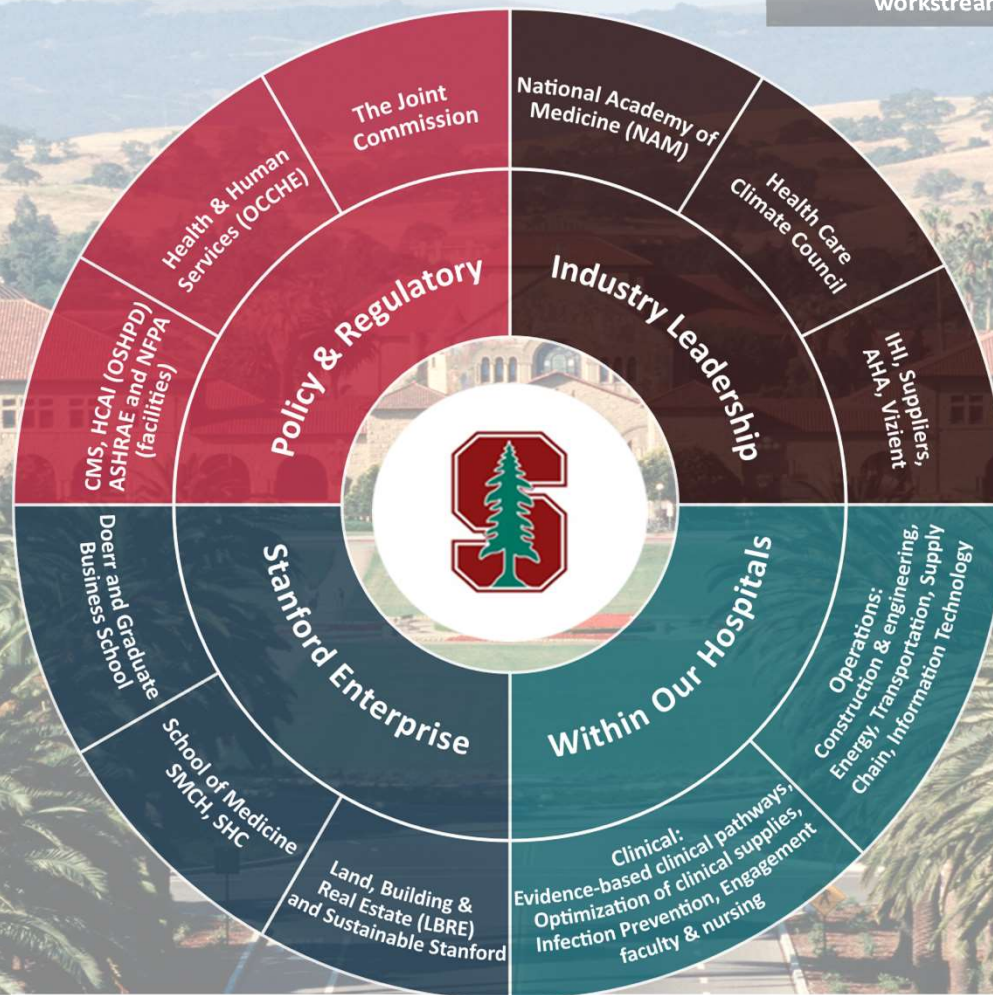 workstrea
The Joint
Commission
National Academy of
Medicine (NAM)
Health & Human
Services (OCCHE)
Health Care
Climate Council
CMS, HCAI (OSHPD)
ASHRAE and NFPA
(facilities)
IHI, Suppliers,
AHA, Vizient
Policy & Regulatory
Industry Leadership
S
Stanford Enterprise
Within Our Hospitals
Doerr and Graduate
Business School
School of Medicine
SMCH, SHC
Land, Building &
Real Estate (LBRE)
and Sustainable Stanford
Operations:
Construction & engineering,
Energy, Transportation, Supply
Chain, Information Technology
Clinical:
Evidence-based clinical pathways,
Optimization of clinical supplies,
Infection Prevention, Engagement
faculty & nursing